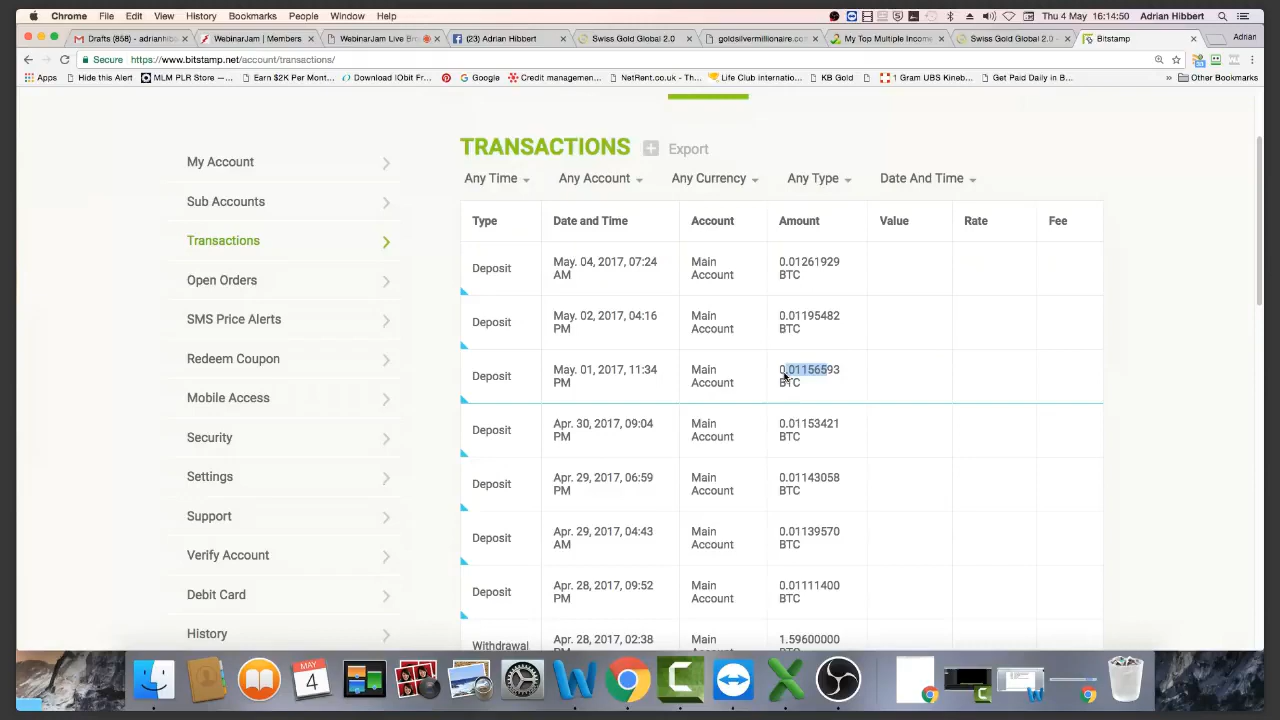 Chrome File Edit View History Bookmarks People Window Help Thu 4 May 16:14:50 Adrian Hibbert
Drafts (858) - adrianhib WebinarJam | Members WebinarJam Live Bro (23) Adrian Hibbert Swiss Gold Global 2.0 goldsilvermillionaire.com My Top Multiple Income Swiss Gold Global 2.0 - Bitstamp Adrian
Secure https://www.bitstamp.net/account/transactions/
Apps Hide this Alert MLM PLR Store —... Earn $2K Per Mont... Download IObit Fr... Google Credit managemen... NetRent.co.uk - Th... Life Club internatio... KB Gold 1 Gram UBS Kineb... Get Paid Daily in B... » Other Bookmarks
TRANSACTIONS Export
Any Time Any Account Any Currency Any Type Date And Time
My Account
Sub Accounts
Transactions
Open Orders
SMS Price Alerts
Redeem Coupon
Mobile Access
Security
Settings
Support
Verify Account
Debit Card
History
Type Date and Time Account Amount Value Rate Fee
Deposit May. 04, 2017, 07:24 AM Main Account 0.01261929 BTC
Deposit May. 02, 2017, 04:16 PM Main Account 0.01195482 BTC
Deposit May. 01, 2017, 11:34 PM Main Account 0.01156593 BTC
Deposit Apr. 30, 2017, 09:04 PM Main Account 0.01153421 BTC
Deposit Apr. 29, 2017, 06:59 PM Main Account 0.01143058 BTC
Deposit Apr. 29, 2017, 04:43 AM Main Account 0.01139570 BTC
Deposit Apr. 28, 2017, 09:52 PM Main Account 0.01111400 BTC
Withdrawal Apr. 28, 2017, 02:38 Main 1.59600000
MAY
4